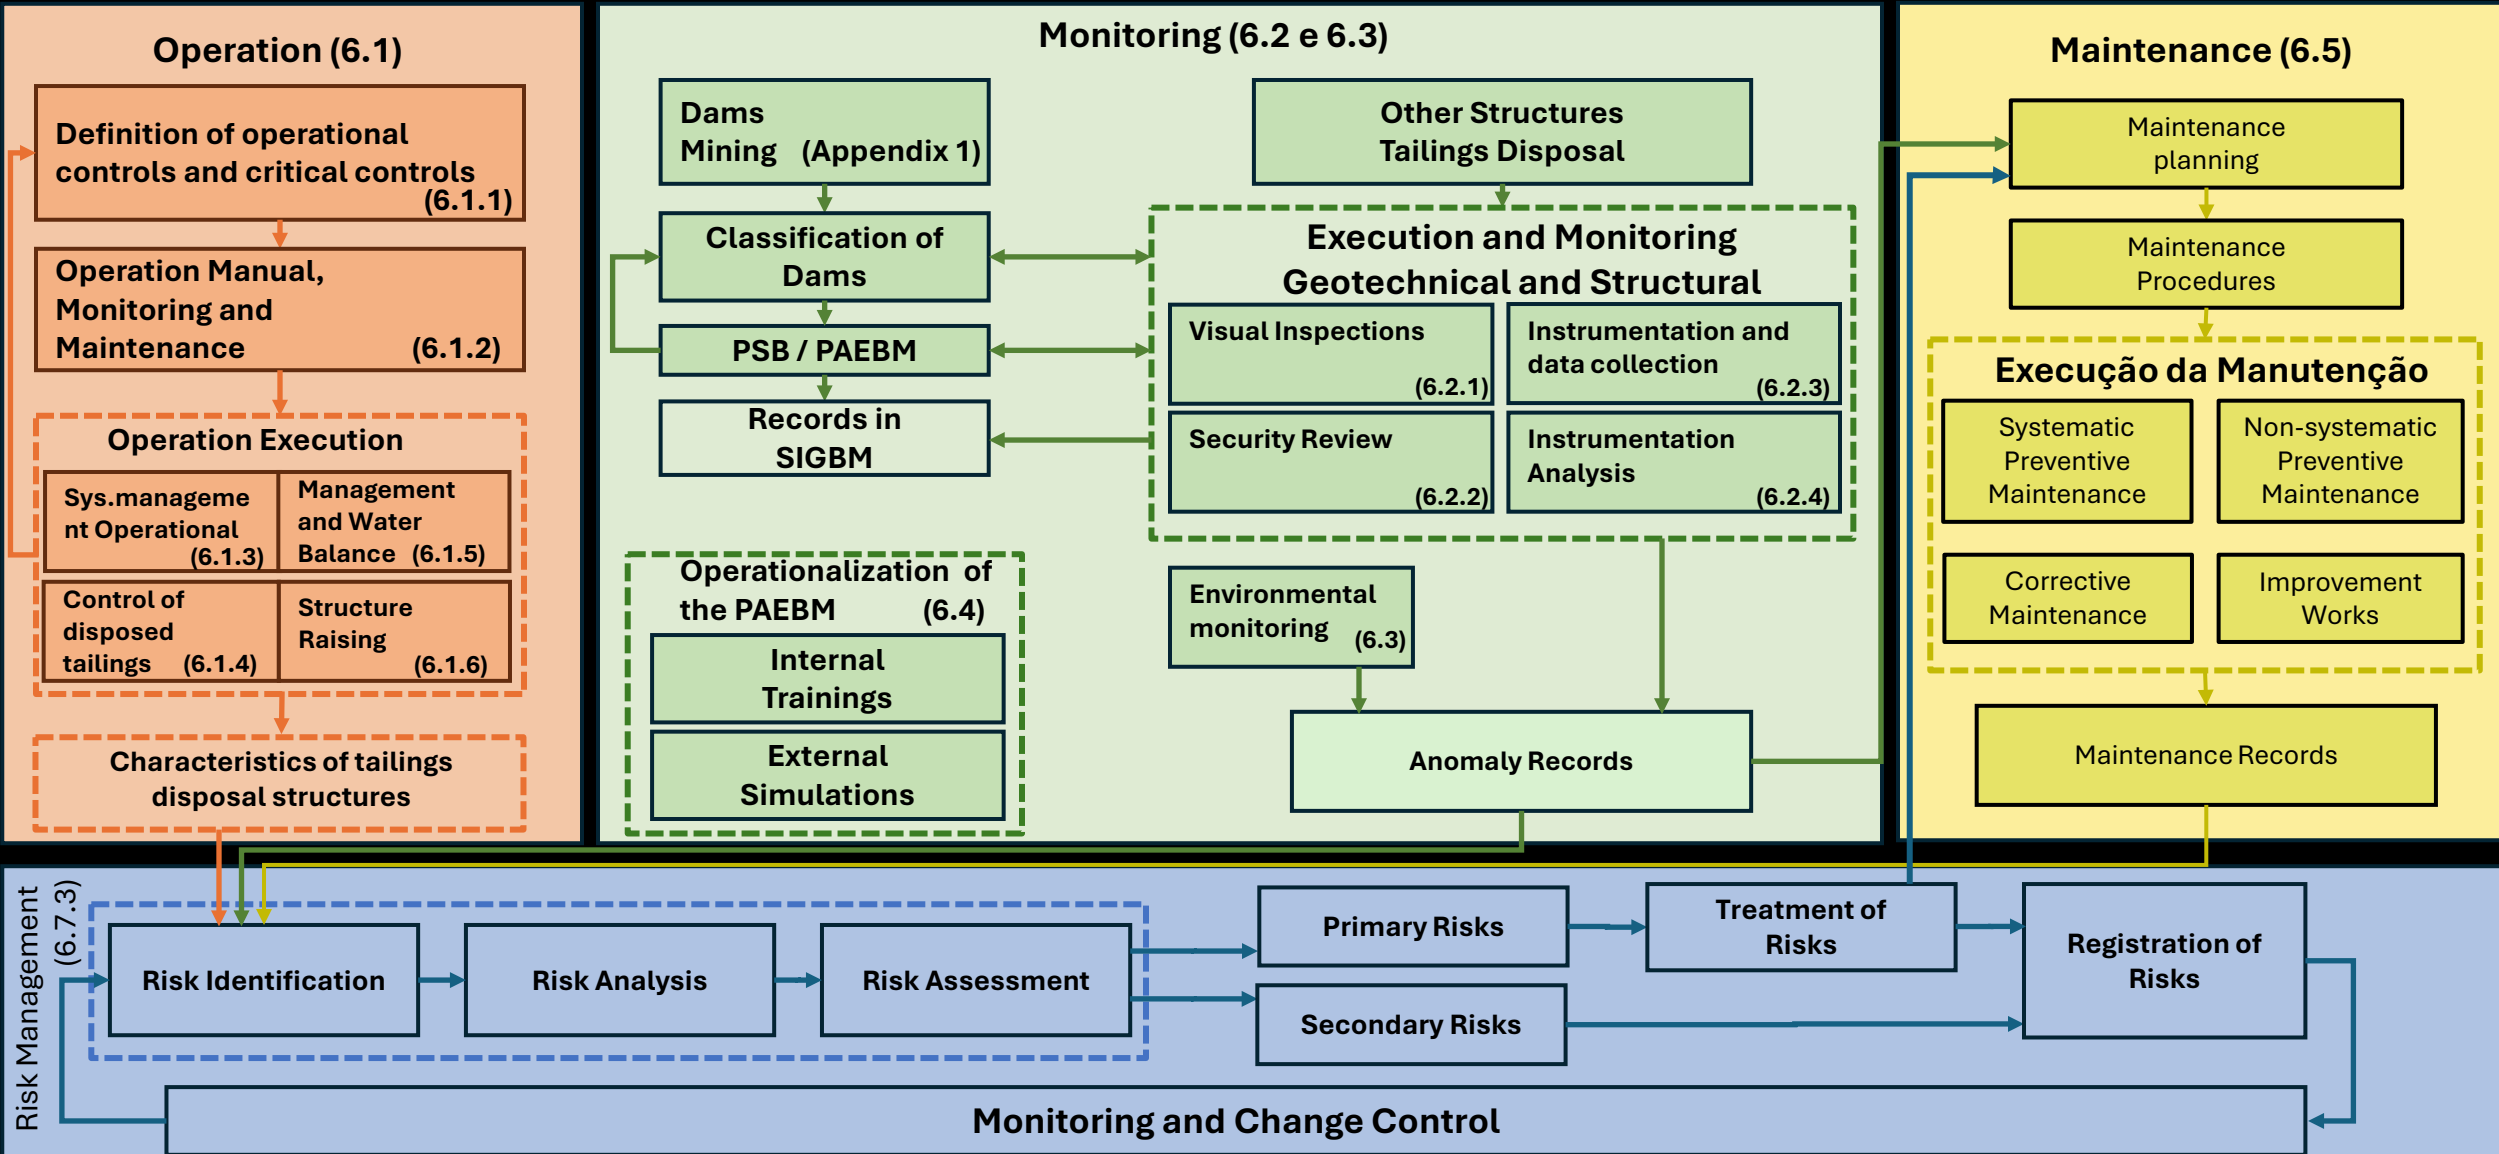 Operation (6.1)
Definition of operational
controls and critical controls
(6.1.1)
Operation Manual,
Monitoring and
Maintenance (6.1.2)
Operation Execution
Sys.manageme
nt Operational
(6.1.3)
Management
and Water
Balance (6.1.5)
Control of
disposed
tailings (6.1.4)
Structure
Raising
(6.1.6)
Characteristics of tailings
disposal structures
Monitoring (6.2 e 6.3)
Dams
Mining (Appendix 1)
Classification of
Dams
PSB / PAEBM
Records in
SIGBM
Operationalization of
the PAEBM (6.4)
Internal
Trainings
External
Simulations
Other Structures
Tailings Disposal
Execution and Monitoring
Geotechnical and Structural
Visual Inspections
(6.2.1)
Instrumentation and
data collection
(6.2.3)
Security Review
(6.2.2)
Instrumentation
Analysis
(6.2.4)
Environmental
monitoring (6.3)
Anomaly Records
Maintenance (6.5)
Maintenance
planning
Maintenance
Procedures
Execução da Manutenção
Systematic
Preventive
Maintenance
Non-systematic
Preventive
Maintenance
Corrective
Maintenance
Improvement
Works
Maintenance Records
Risk Management
(6.7.3)
Risk Identification
Risk Analysis
Risk Assessment
Primary Risks
Secondary Risks
Treatment of
Risks
Registration of
Risks
Monitoring and Change Control